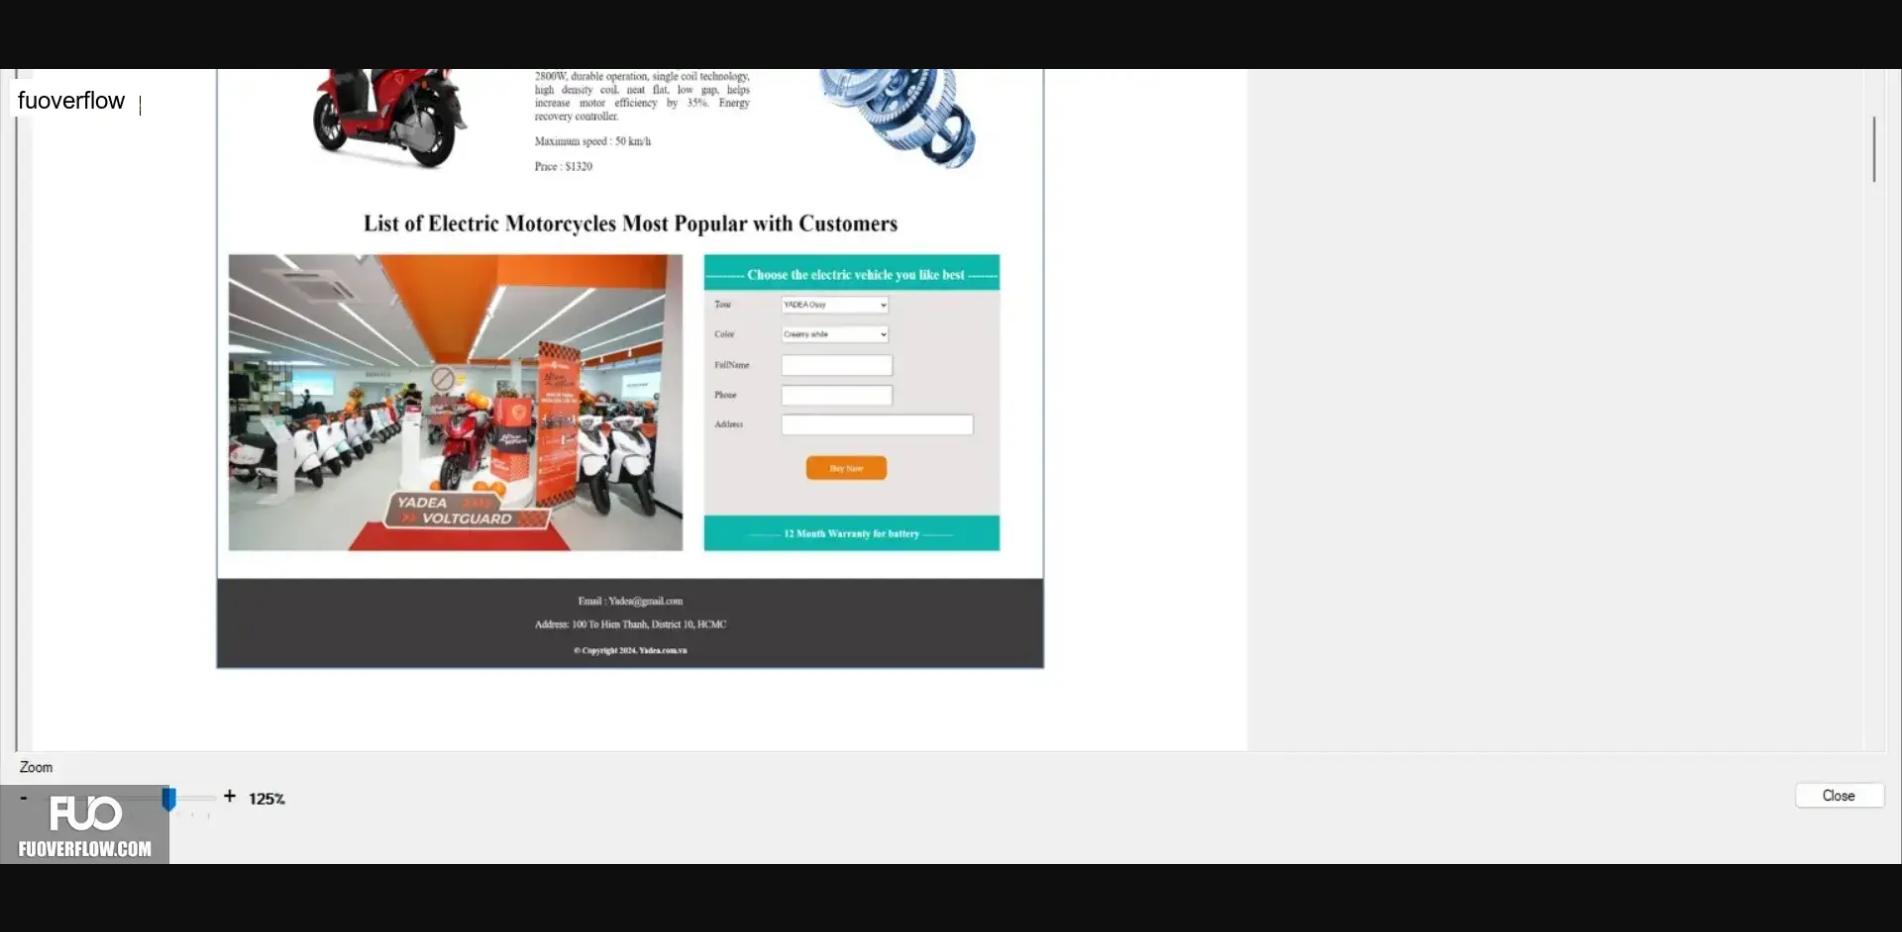 fuoverflow
2800W, durable operation, single coil technology,
high density coil, neat flat, low gap, helps
increase motor efficiency by 35%. Energy
recovery controller.
Maximum speed : 50 km/h
Price : $1320
List of Electric Motorcycles Most Popular with Customers
YADEA
VOLTGUARD
---------- Choose the electric vehicle you like best --------
Tour
YADEA Ossy
Color
Creamy white
FullName
Phone
Address
Buy Now
12 Month Warranty for battery
Email : Yadea@gmail.com
Address: 100 To Hien Thanh, District 10, HCMC
© Copyright 2024. Yadea.com.vn
Zoom
- + 125%
Close
FUO
FUOVERFLOW.COM